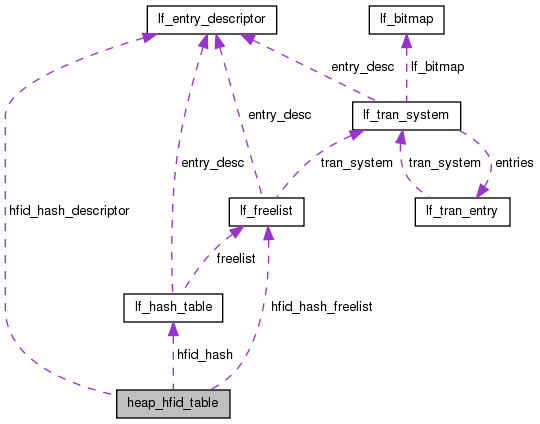 lf_entry_descriptor
lf_bitmap
entry_desc
lf_bitmap
entry_desc
lf_tran_system
entry_desc
tran_system
tran_system
entries
hfid_hash_descriptor
lf_freelist
lf_tran_entry
freelist
lf_hash_table
hfid_hash_freelist
hfid_hash
heap_hfid_table